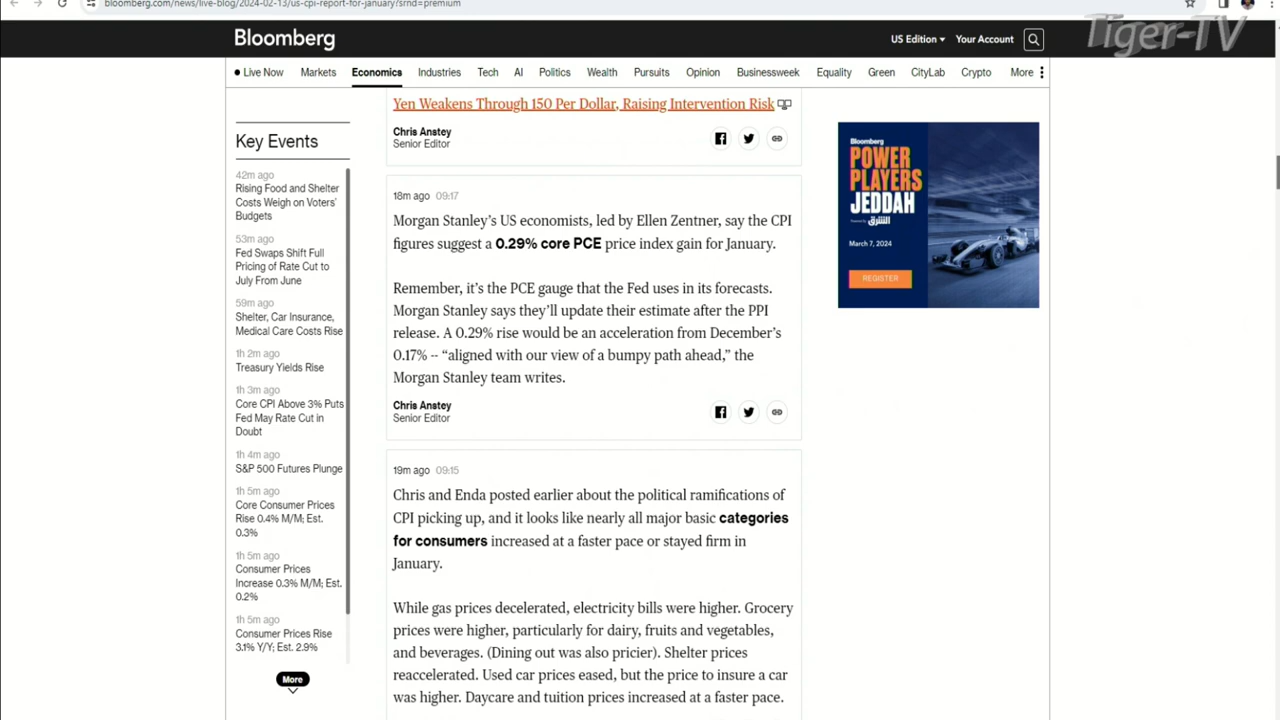 bloomberg.com/news/live-blog/2024-02-13/us-cpi-report-for-january?srnd=premium
Tiger-TV
Bloomberg
US Edition
Your Account
Live Now
Markets
Economics
Industries
Tech
AI
Politics
Wealth
Pursuits
Opinion
Businessweek
Equality
Green
CityLab
Crypto
More
Key Events
42m ago
Rising Food and Shelter
Costs Weigh on Voters'
Budgets
53m ago
Fed Swaps Shift Full
Pricing of Rate Cut to
July From June
59m ago
Shelter, Car Insurance,
Medical Care Costs Rise
1h 2m ago
Treasury Yields Rise
1h 3m ago
Core CPI Above 3% Puts
Fed May Rate Cut in
Doubt
1h 4m ago
S&P 500 Futures Plunge
1h 5m ago
Core Consumer Prices
Rise 0.4% M/M; Est.
0.3%
1h 5m ago
Consumer Prices
Increase 0.3% M/M; Est.
0.2%
1h 5m ago
Consumer Prices Rise
3.1% Y/Y; Est. 2.9%
More
Yen Weakens Through 150 Per Dollar, Raising Intervention Risk
Chris Anstey
Senior Editor
18m ago 09:17
Morgan Stanley's US economists, led by Ellen Zentner, say the CPI
figures suggest a 0.29% core PCE price index gain for January.
Remember, it's the PCE gauge that the Fed uses in its forecasts.
Morgan Stanley says they'll update their estimate after the PPI
release. A 0.29% rise would be an acceleration from December's
0.17% -- “aligned with our view of a bumpy path ahead,” the
Morgan Stanley team writes.
Chris Anstey
Senior Editor
19m ago 09:15
Chris and Enda posted earlier about the political ramifications of
CPI picking up, and it looks like nearly all major basic categories
for consumers increased at a faster pace or stayed firm in
January.
While gas prices decelerated, electricity bills were higher. Grocery
prices were higher, particularly for dairy, fruits and vegetables,
and beverages. (Dining out was also pricier). Shelter prices
reaccelerated. Used car prices eased, but the price to insure a car
was higher. Daycare and tuition prices increased at a faster pace.
Bloomberg
POWER
PLAYERS
JEDDAH
الشرق
March 7, 2024
REGISTER